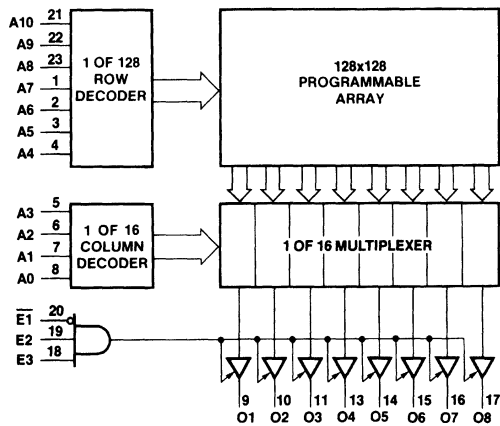 A10 21
A9 22
A8 23
A7 1
A6 2
A5 3
A4 4
1 OF 128
ROW
DECODER
128x128
PROGRAMMABLE
ARRAY
A3 5
A2 6
A1 7
A0 8
1 OF 16
COLUMN
DECODER
1 OF 16 MULTIPLEXER
E1 20
E2 19
E3 18
9 10 11 13 14 15 16 17
O1 O2 O3 O4 O5 O6 O7 O8